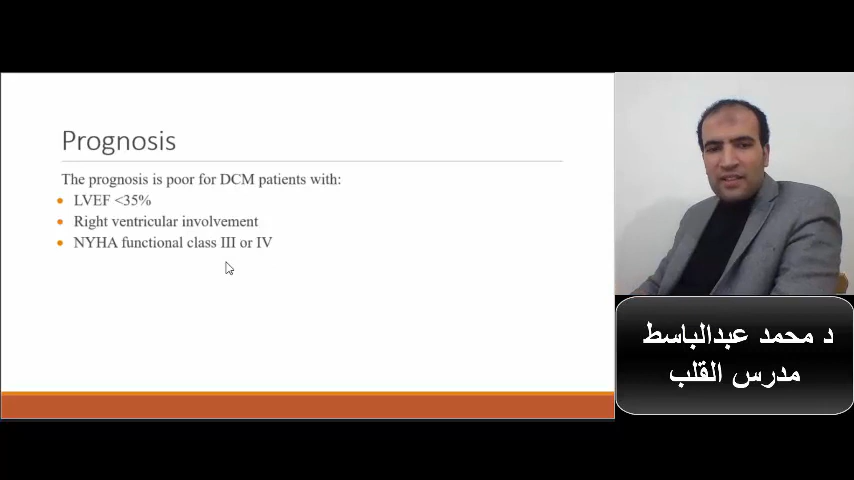 Prognosis
The prognosis is poor for DCM patients with:
• LVEF <35%
• Right ventricular involvement
• NYHA functional class III or IV
د محمد عبدالباسط
مدرس القلب